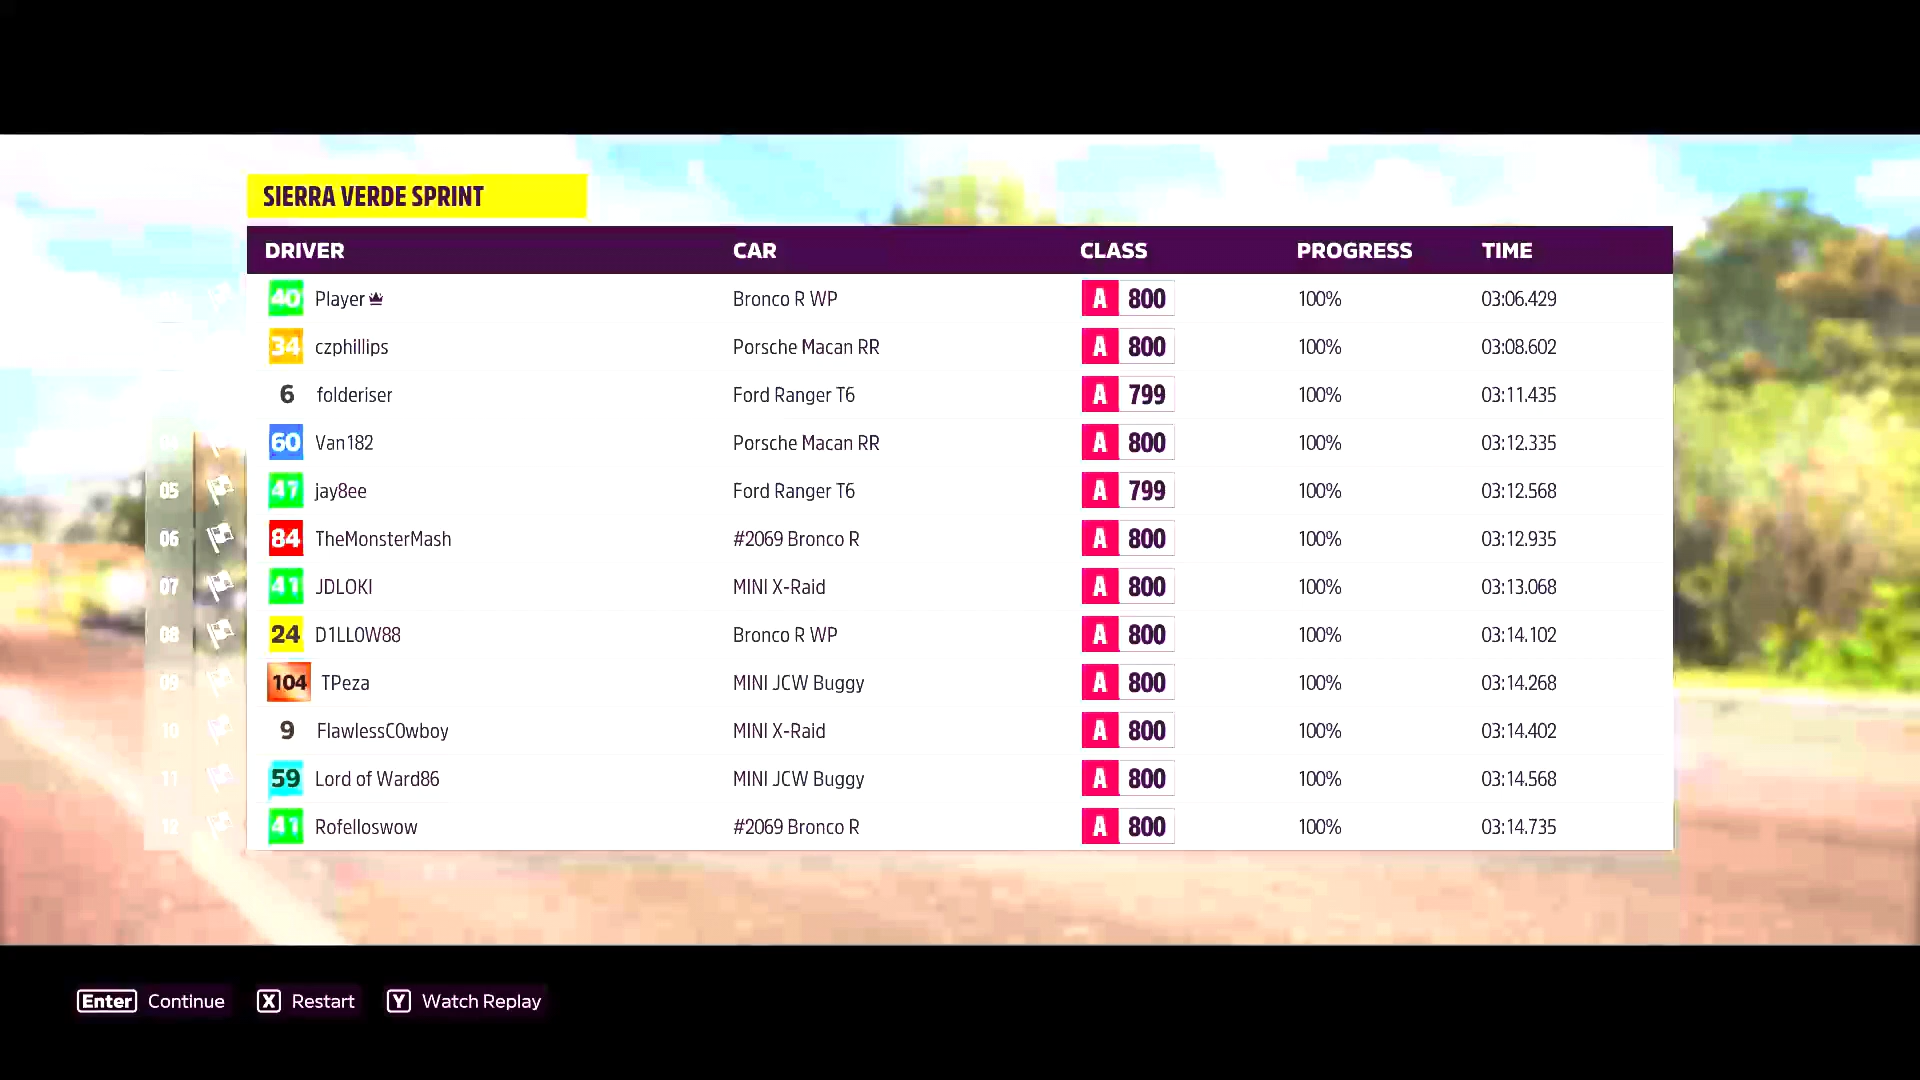 SIERRA VERDE SPRINT
DRIVER CAR CLASS PROGRESS TIME
40 Player Bronco R WP A 800 100% 03:06.429
34 czphillips Porsche Macan RR A 800 100% 03:08.602
6 folderiser Ford Ranger T6 A 799 100% 03:11.435
04 60 Van182 Porsche Macan RR A 800 100% 03:12.335
05 47 jay8ee Ford Ranger T6 A 799 100% 03:12.568
06 84 TheMonsterMash #2069 Bronco R A 800 100% 03:12.935
07 41 JDLOKI MINI X-Raid A 800 100% 03:13.068
08 24 D1LL0W88 Bronco R WP A 800 100% 03:14.102
09 104 TPeza MINI JCW Buggy A 800 100% 03:14.268
10 9 FlawlessC0wboy MINI X-Raid A 800 100% 03:14.402
11 59 Lord of Ward86 MINI JCW Buggy A 800 100% 03:14.568
12 41 Rofelloswow #2069 Bronco R A 800 100% 03:14.735
Enter Continue X Restart Y Watch Replay